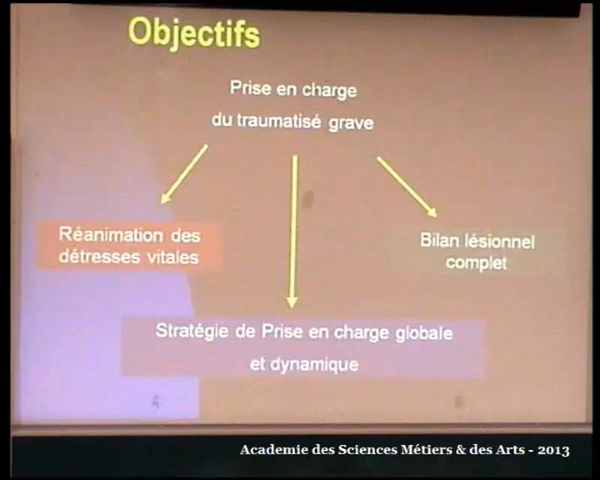 Objectifs
Prise en charge
du traumatisé grave
Réanimation des
détresses vitales
Bilan lésionnel
complet
Stratégie de Prise en charge globale
et dynamique
Academie des Sciences Métiers & des Arts - 2013